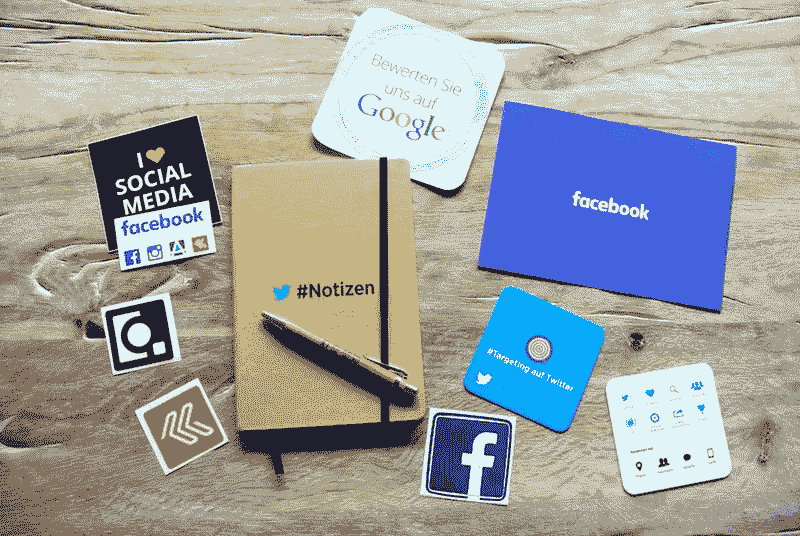 Bewerten Sie
uns auf
Google
I
SOCIAL
MEDIA
facebook
facebook
#Notizen
#Targeting auf Twitter